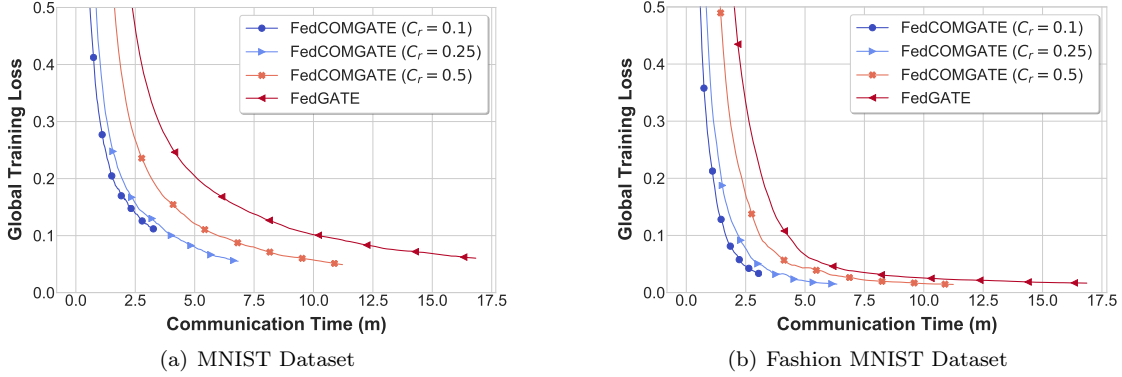 0.5
0.4
0.3
0.2
0.1
0.0
Global Training Loss
FedCOMGATE (C_r = 0.1)
FedCOMGATE (C_r = 0.25)
FedCOMGATE (C_r = 0.5)
FedGATE
0.0 2.5 5.0 7.5 10.0 12.5 15.0 17.5
Communication Time (m)
(a) MNIST Dataset
0.5
0.4
0.3
0.2
0.1
0.0
Global Training Loss
FedCOMGATE (C_r = 0.1)
FedCOMGATE (C_r = 0.25)
FedCOMGATE (C_r = 0.5)
FedGATE
0.0 2.5 5.0 7.5 10.0 12.5 15.0 17.5
Communication Time (m)
(b) Fashion MNIST Dataset